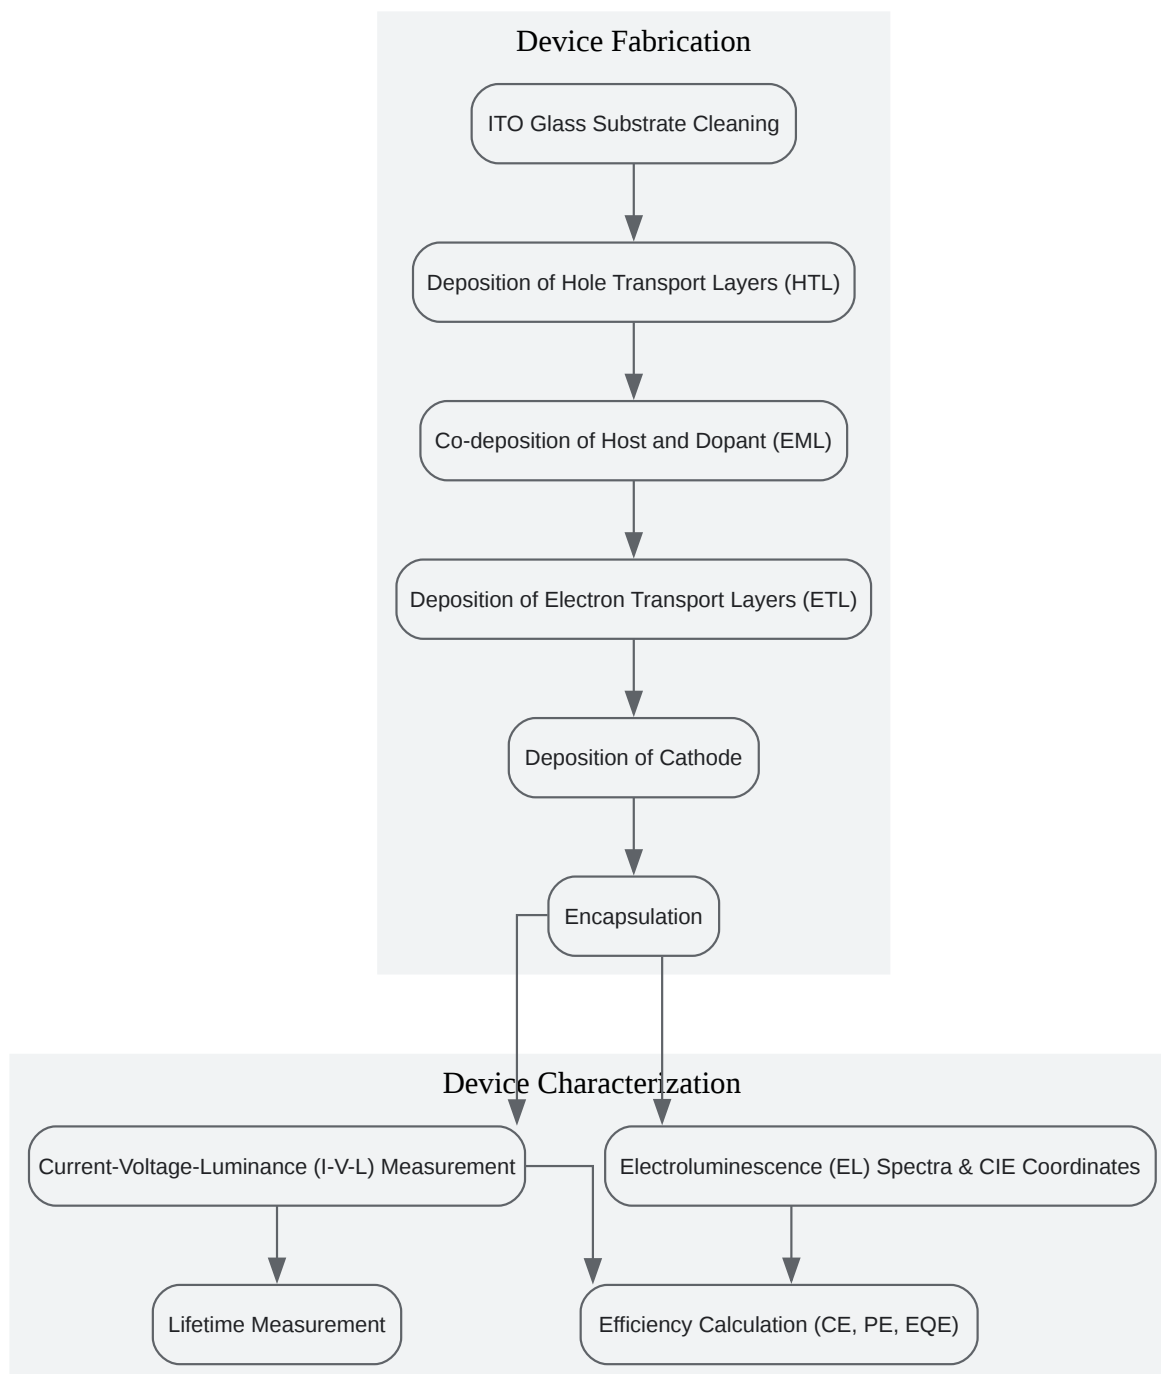 Device Fabrication
ITO Glass Substrate Cleaning
Deposition of Hole Transport Layers (HTL)
Co-deposition of Host and Dopant (EML)
Deposition of Electron Transport Layers (ETL)
Deposition of Cathode
Encapsulation
Device Characterization
Current-Voltage-Luminance (I-V-L) Measurement
Electroluminescence (EL) Spectra & CIE Coordinates
Lifetime Measurement
Efficiency Calculation (CE, PE, EQE)